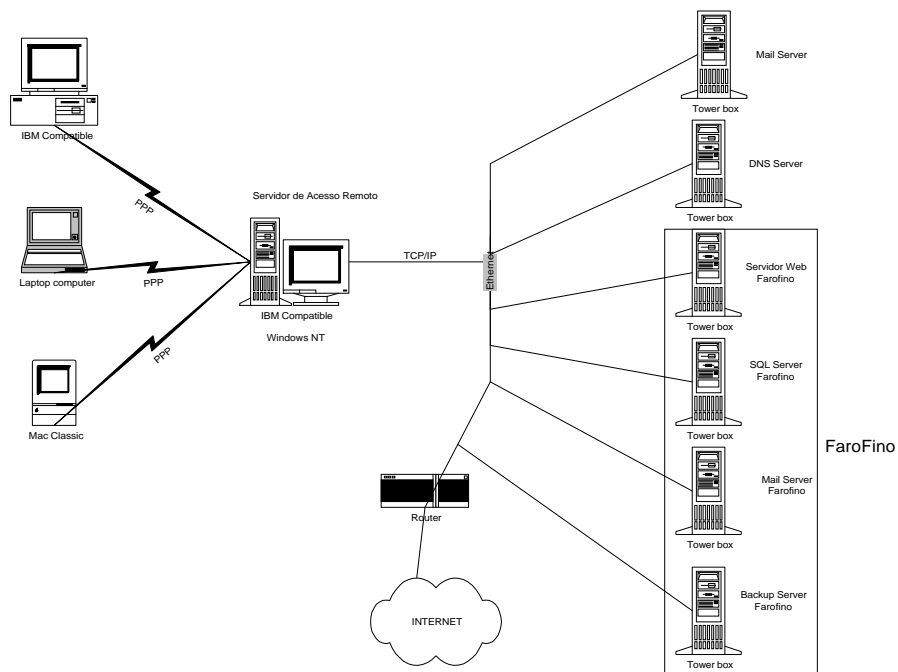 Mail Server
Tower box
IBM Compatible
DNS Server
Tower box
PPP
Servidor de Acesso Remoto
Laptop computer
PPP
TCP/IP
Ethernet
IBM Compatible
Windows NT
PPP
Mac Classic
Servidor Web
Farofino
Tower box
SQL Server
Farofino
Tower box
FaroFino
Mail Server
Farofino
Tower box
Router
Backup Server
Farofino
Tower box
INTERNET